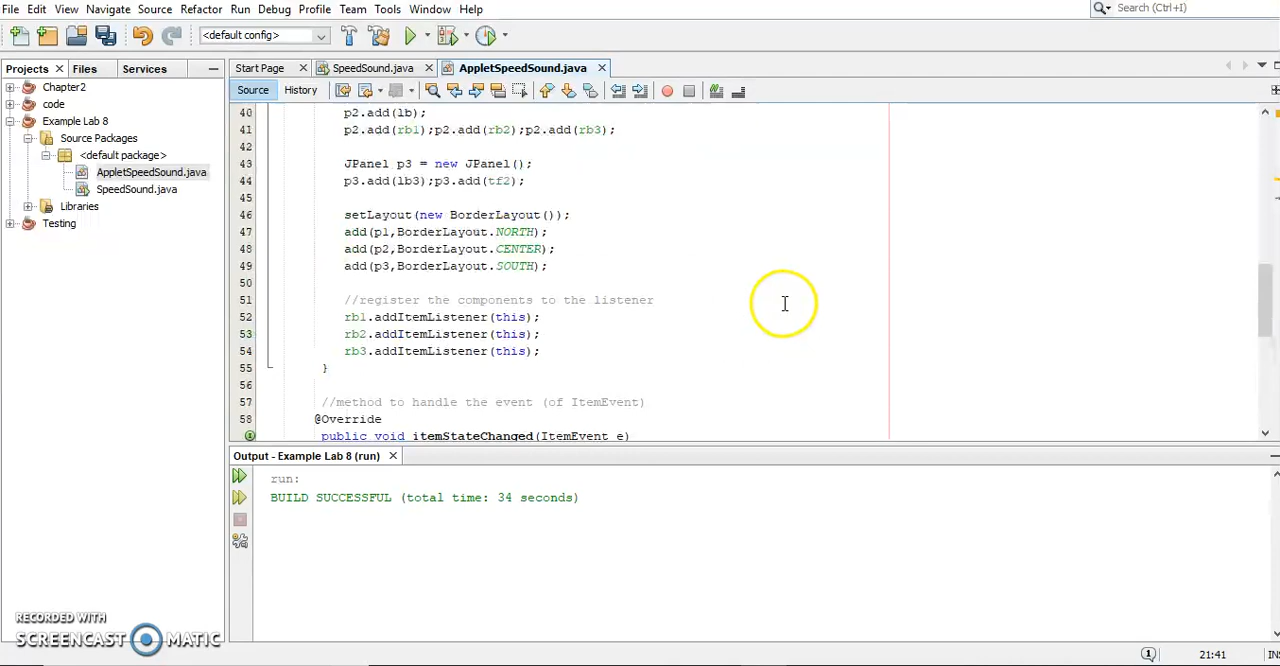 File Edit View Navigate Source Refactor Run Debug Profile Team Tools Window Help Search (Ctrl+I)
<default config>
Projects Files Services Start Page SpeedSound.java AppletSpeedSound.java
Source History
Chapter2
code
Example Lab 8
Source Packages
<default package>
AppletSpeedSound.java
SpeedSound.java
Libraries
Testing
40 p2.add(lb);
41 p2.add(rb1);p2.add(rb2);p2.add(rb3);
42
43 JPanel p3 = new JPanel();
44 p3.add(lb3);p3.add(tf2);
45
46 setLayout(new BorderLayout());
47 add(p1,BorderLayout.NORTH);
48 add(p2,BorderLayout.CENTER);
49 add(p3,BorderLayout.SOUTH);
50
51 //register the components to the listener
52 rb1.addItemListener(this);
53 rb2.addItemListener(this);
54 rb3.addItemListener(this);
55 }
56
57 //method to handle the event (of ItemEvent)
58 @Override
public void itemStateChanged(ItemEvent e)
Output - Example Lab 8 (run)
run:
BUILD SUCCESSFUL (total time: 34 seconds)
RECORDED WITH
SCREENCAST MATIC
1 21:41